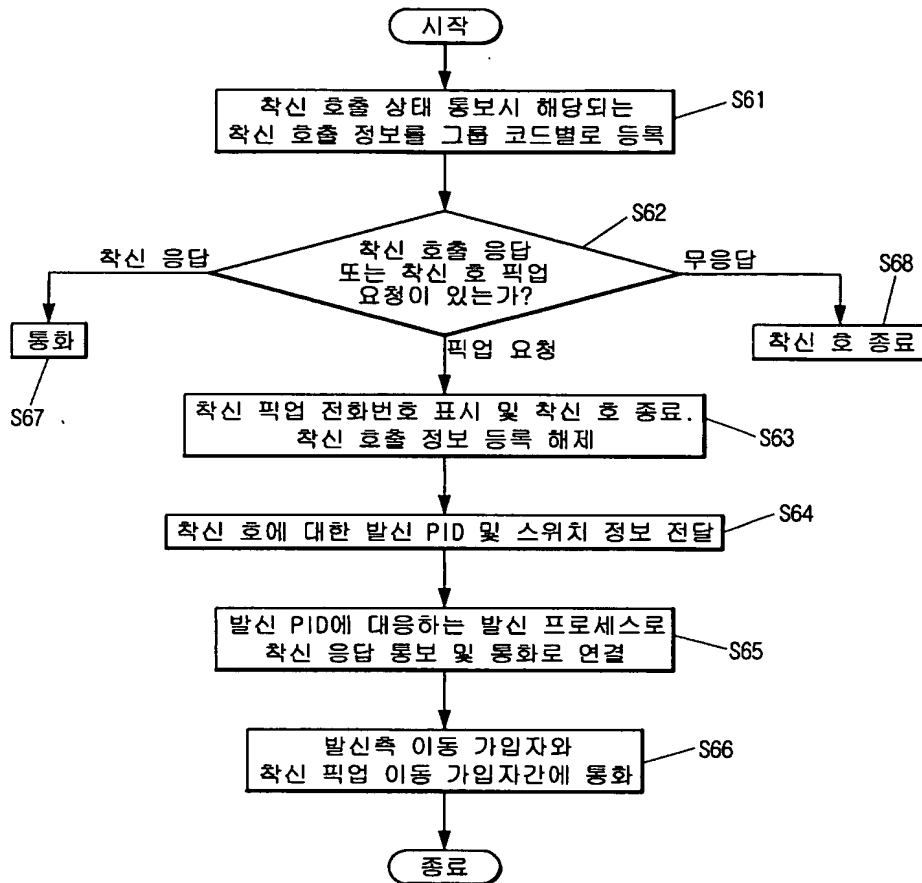 시작
착신 호출 상태 통보시 해당되는
착신 호출 정보를 그룹 코드별로 등록
S61
S62
착신 호출 응답
또는 착신 호 픽업
요청이 있는가?
착신 응답
무응답
S68
통화
착신 호 종료
S67
픽업 요청
착신 픽업 전화번호 표시 및 착신 호 종료.
착신 호출 정보 등록 해제
S63
S64
착신 호에 대한 발신 PID 및 스위치 정보 전달
발신 PID에 대응하는 발신 프로세스로
착신 응답 통보 및 통화로 연결
S65
발신측 이동 가입자와
착신 픽업 이동 가입자간에 통화
S66
종료